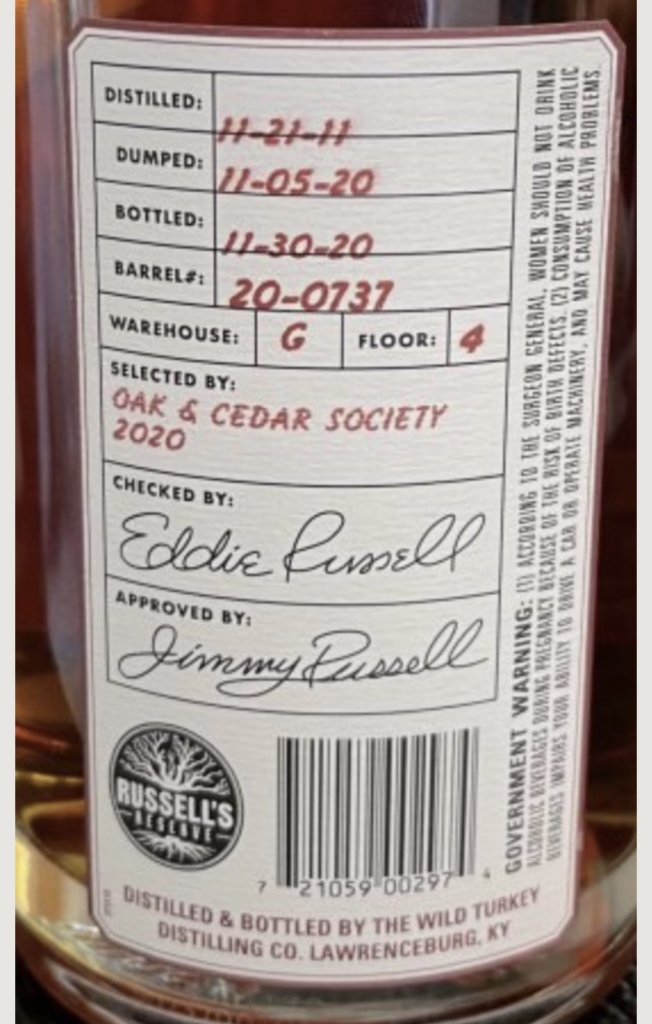 DISTILLED: 11-21-11
DUMPED: 11-05-20
BOTTLED: 11-30-20
BARREL#: 20-0737
WAREHOUSE: G FLOOR: 4
SELECTED BY:
OAK & CEDAR SOCIETY
2020
CHECKED BY:
Eddie Russell
APPROVED BY:
Jimmy Russell
RUSSELL'S
RESERVE
7 21059 00297 4
DISTILLED & BOTTLED BY THE WILD TURKEY
DISTILLING CO. LAWRENCEBURG, KY
GOVERNMENT WARNING: (1) ACCORDING TO THE SURGEON GENERAL, WOMEN SHOULD NOT DRINK
ALCOHOLIC BEVERAGES DURING PREGNANCY BECAUSE OF THE RISK OF BIRTH DEFECTS. (2) CONSUMPTION OF ALCOHOLIC
BEVERAGES IMPAIRS YOUR ABILITY TO DRIVE A CAR OR OPERATE MACHINERY, AND MAY CAUSE HEALTH PROBLEMS.